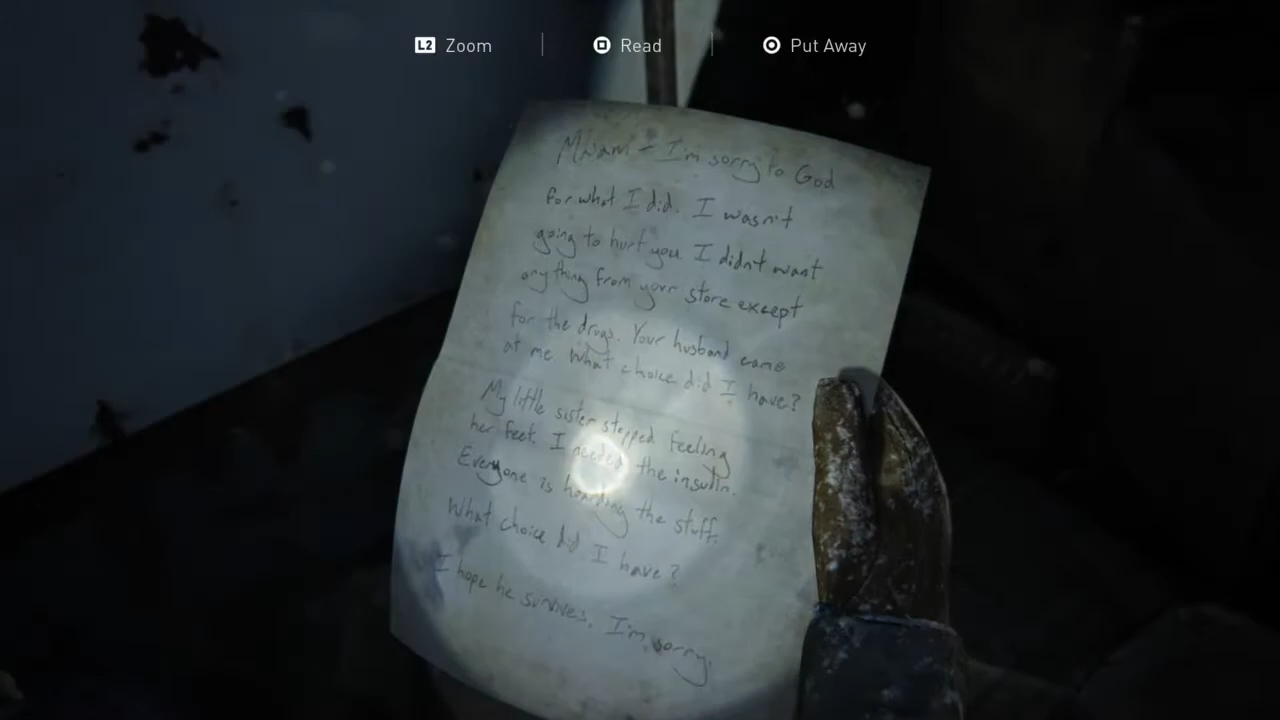 L2 Zoom | Read | Put Away
Ma'am - I'm sorry to God
for what I did. I wasn't
going to hurt you. I didn't want
anything from your store except
for the drugs. Your husband came
at me. What choice did I have?
My little sister stopped feeling
her feet. I needed the insulin.
Everyone is hoarding the stuff.
What choice did I have?
I hope he survives. I'm sorry.